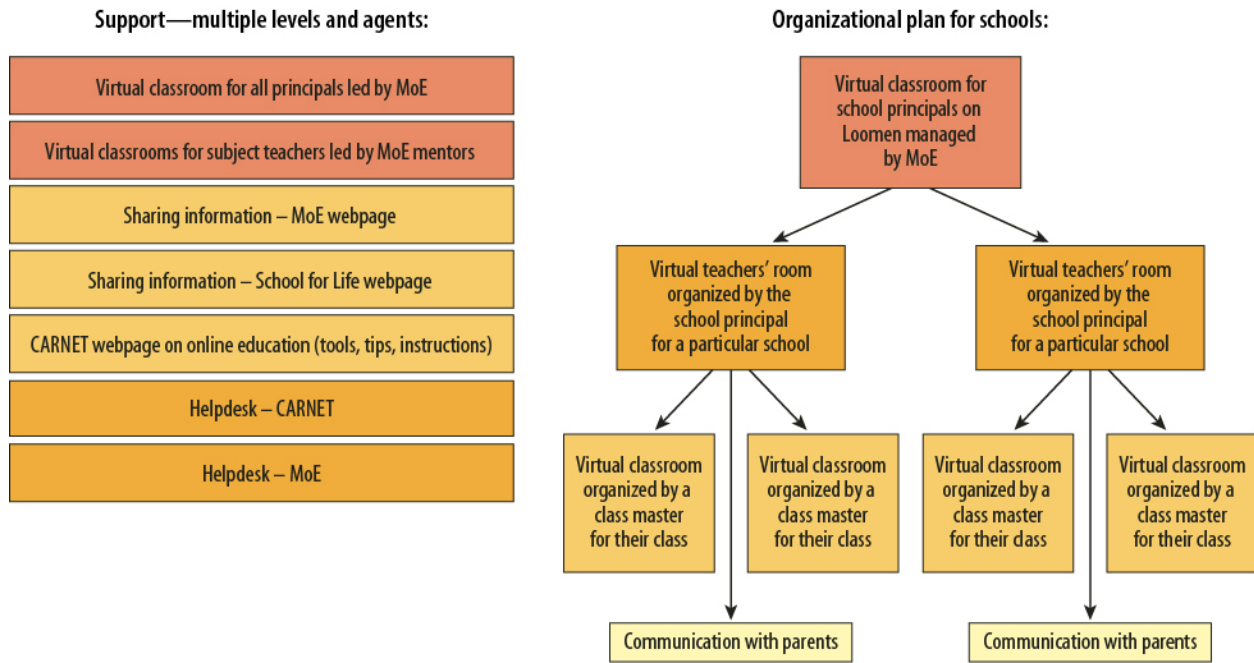 Support—multiple levels and agents:
Virtual classroom for all principals led by MoE
Virtual classrooms for subject teachers led by MoE mentors
Sharing information – MoE webpage
Sharing information – School for Life webpage
CARNET webpage on online education (tools, tips, instructions)
Helpdesk – CARNET
Helpdesk – MoE
Organizational plan for schools:
Virtual classroom for
school principals on
Loomen managed
by MoE
Virtual teachers’ room
organized by the
school principal
for a particular school
Virtual teachers’ room
organized by the
school principal
for a particular school
Virtual classroom
organized by a
class master
for their class
Virtual classroom
organized by a
class master
for their class
Virtual classroom
organized by a
class master
for their class
Virtual classroom
organized by a
class master
for their class
Communication with parents
Communication with parents